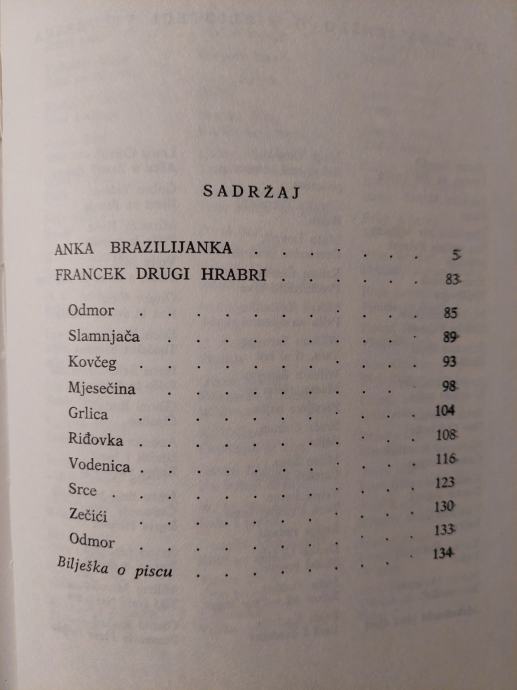 SADRŽAJ
ANKA BRAZILIJANKA . . . . . . 5
FRANCEK DRUGI HRABRI . . . . . . 83
Odmor . . . . . . . . . . 85
Slamnjača . . . . . . . . . 89
Kovčeg . . . . . . . . . . 93
Mjesečina . . . . . . . . . 98
Grlica . . . . . . . . . . 104
Riđovka . . . . . . . . . . 108
Vodenica . . . . . . . . . . 116
Srce . . . . . . . . . . . 123
Zečići . . . . . . . . . . 130
Odmor . . . . . . . . . . 133
Bilješka o piscu . . . . . . . . 134